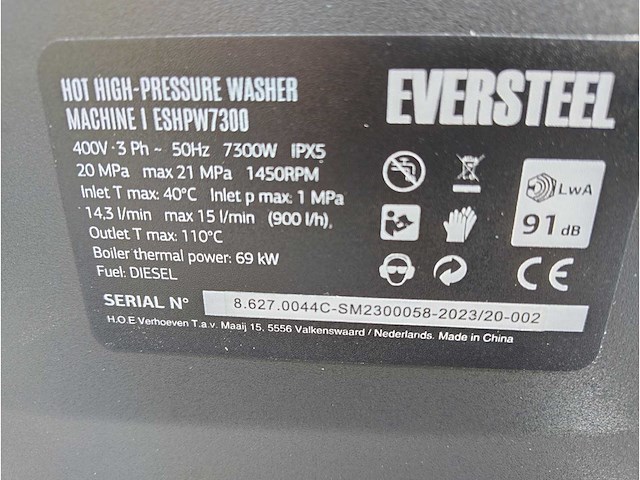 HOT HIGH-PRESSURE WASHER
MACHINE I ESHPW7300
EVERSTEEL
400V - 3 Ph ~ 50Hz 7300W IPX5
20 MPa max 21 MPa 1450RPM
Inlet T max: 40°C Inlet p max: 1 MPa
14.3 l/min max 15 l/min (900 l/h),
Outlet T max: 110°C
Boiler thermal power: 69 kW
Fuel: DIESEL
LWA
91 dB
CE
SERIAL N° 8.627.0044C-SM2300058-2023/20-002
H.O.E Verhoeven T.a.v. Maaij 15, 5556 Valkenswaard / Nederlands. Made in China